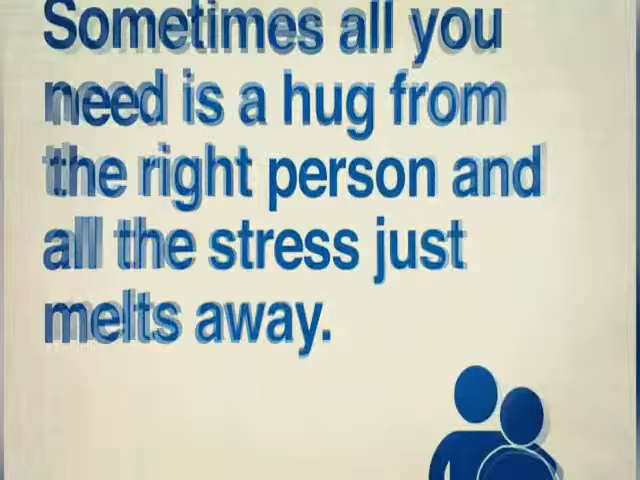 Sometimes all you
need is a hug from
the right person and
all the stress just
melts away.